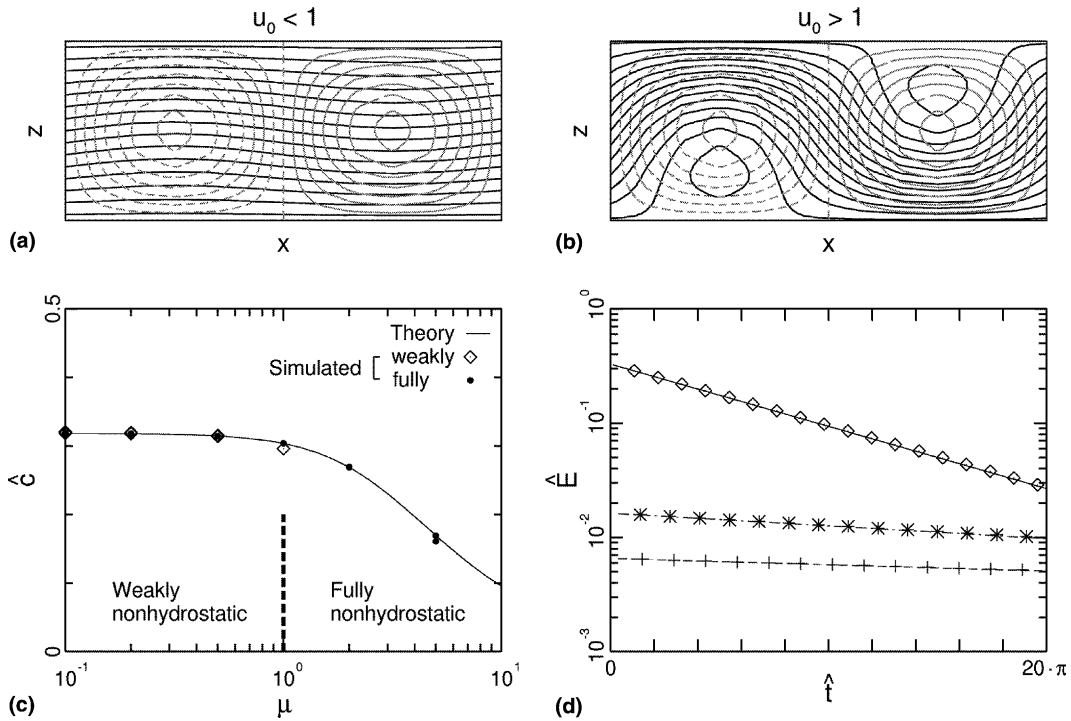 u₀ < 1
z
x
(a)
u₀ > 1
z
x
(b)
0.5
ĉ
0
10⁻¹
10⁰
10¹
μ
Theory
Simulated
weakly
fully
Weakly
nonhydrostatic
Fully
nonhydrostatic
(c)
10⁰
10⁻¹
10⁻²
10⁻³
Ê
0
t̂
20·π
(d)